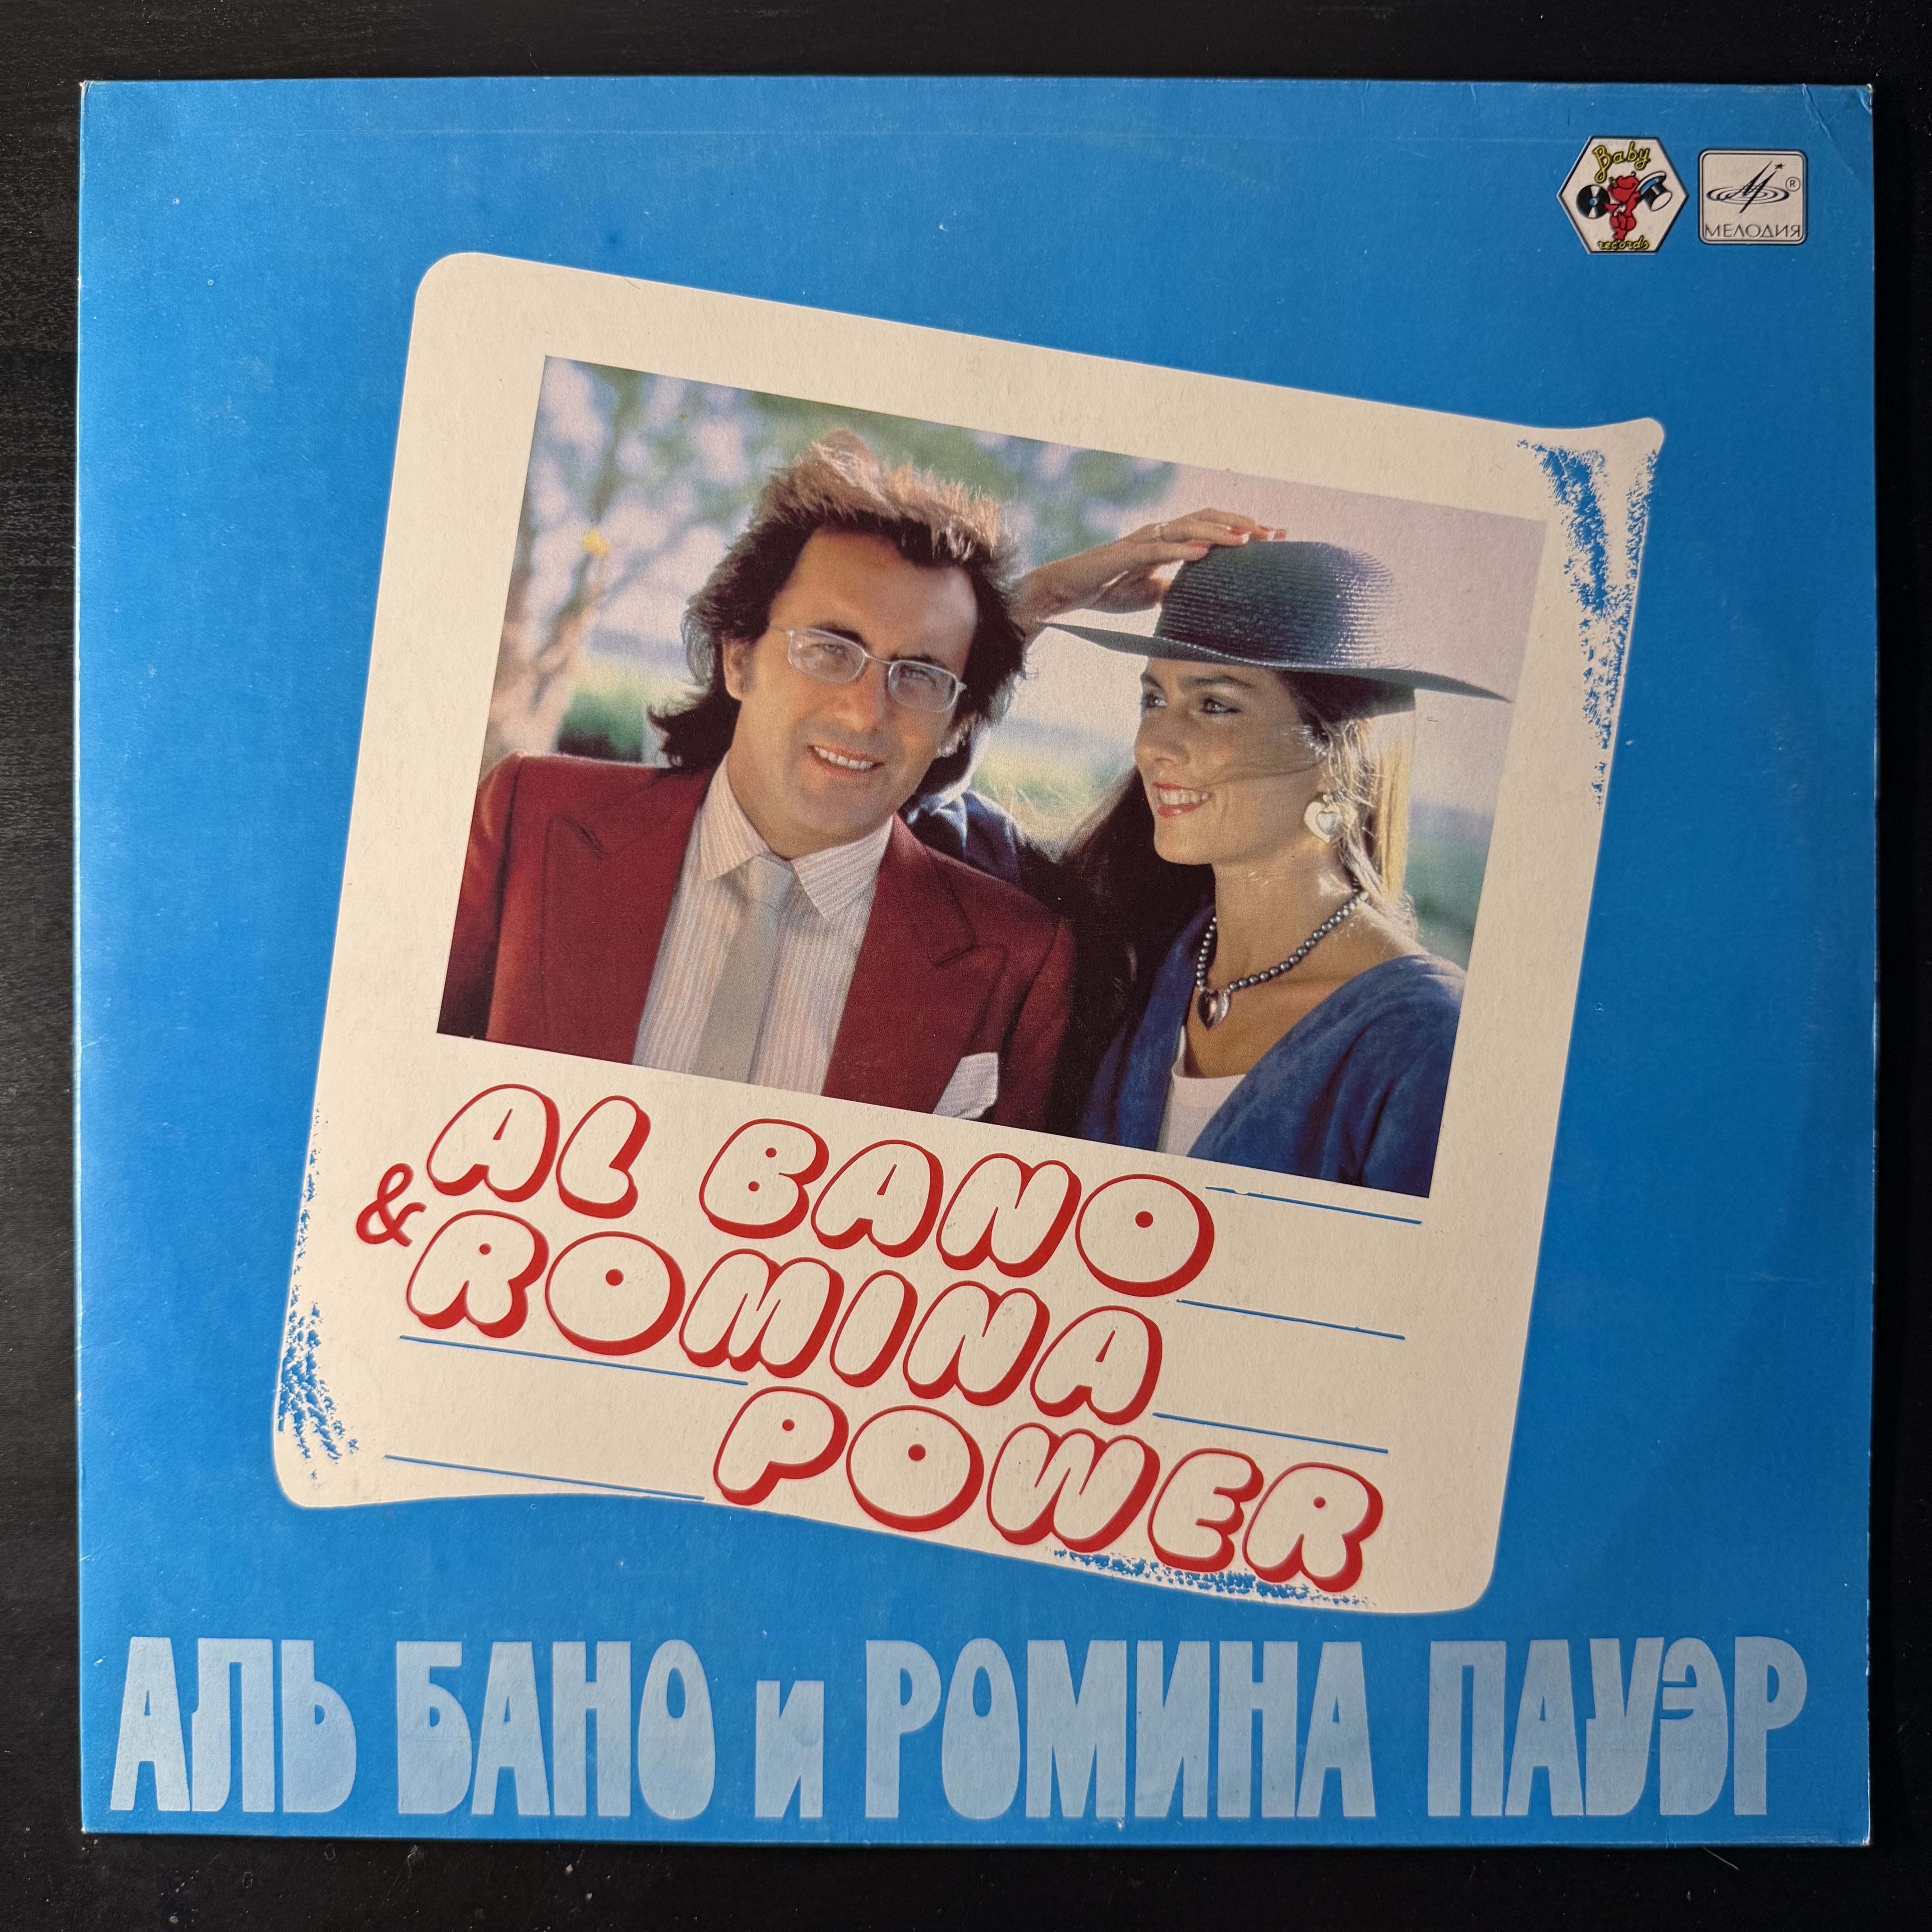 Baby
records
МЕЛОДИЯ
®
AL BANO
& ROMINA
POWER
АЛЬ БАНО и РОМИНА ПАУЭР